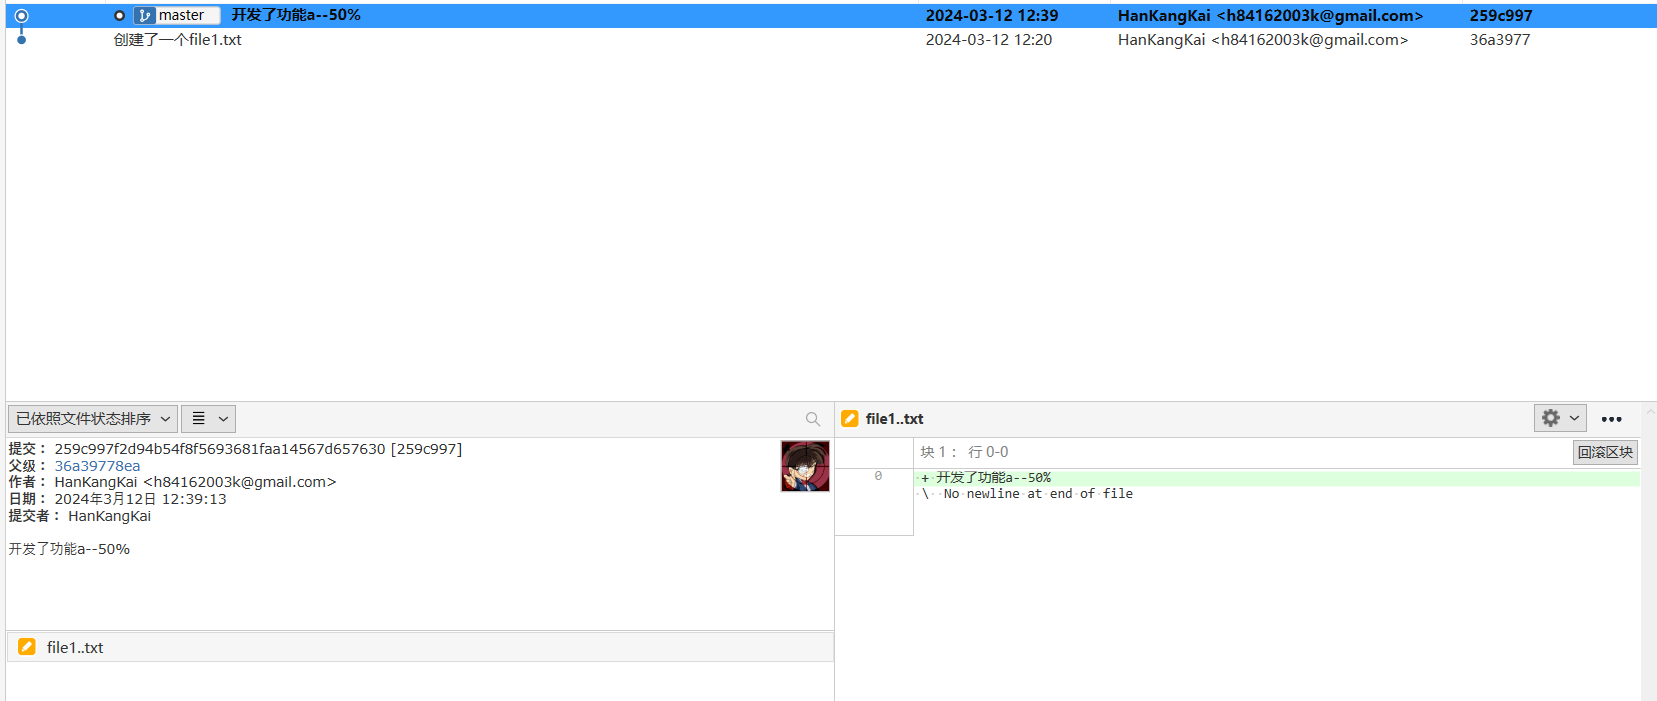 master 开发了功能a--50% 2024-03-12 12:39 HanKangKai <h84162003k@gmail.com> 259c997
创建了一个file1.txt 2024-03-12 12:20 HanKangKai <h84162003k@gmail.com> 36a3977
已依照文件状态排序
提交： 259c997f2d94b54f8f5693681faa14567d657630 [259c997]
父级： 36a39778ea
作者： HanKangKai <h84162003k@gmail.com>
日期： 2024年3月12日 12:39:13
提交者： HanKangKai
开发了功能a--50%
file1..txt
file1..txt
块 1： 行 0-0 回滚区块
0 + 开发了功能a--50%
\ No newline at end of file